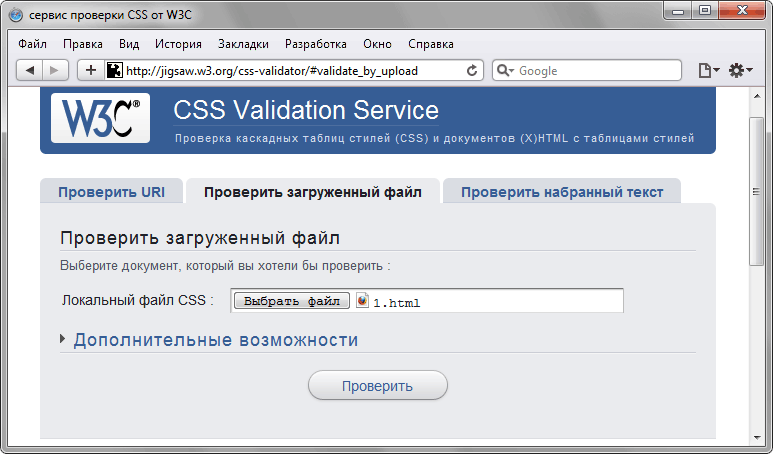 сервис проверки CSS от W3C
Файл Правка Вид История Закладки Разработка Окно Справка
http://jigsaw.w3.org/css-validator/#validate_by_upload Google
W3C® CSS Validation Service
Проверка каскадных таблиц стилей (CSS) и документов (X)HTML с таблицами стилей
Проверить URI Проверить загруженный файл Проверить набранный текст
Проверить загруженный файл
Выберите документ, который вы хотели бы проверить :
Локальный файл CSS : Выбрать файл 1.html
Дополнительные возможности
Проверить